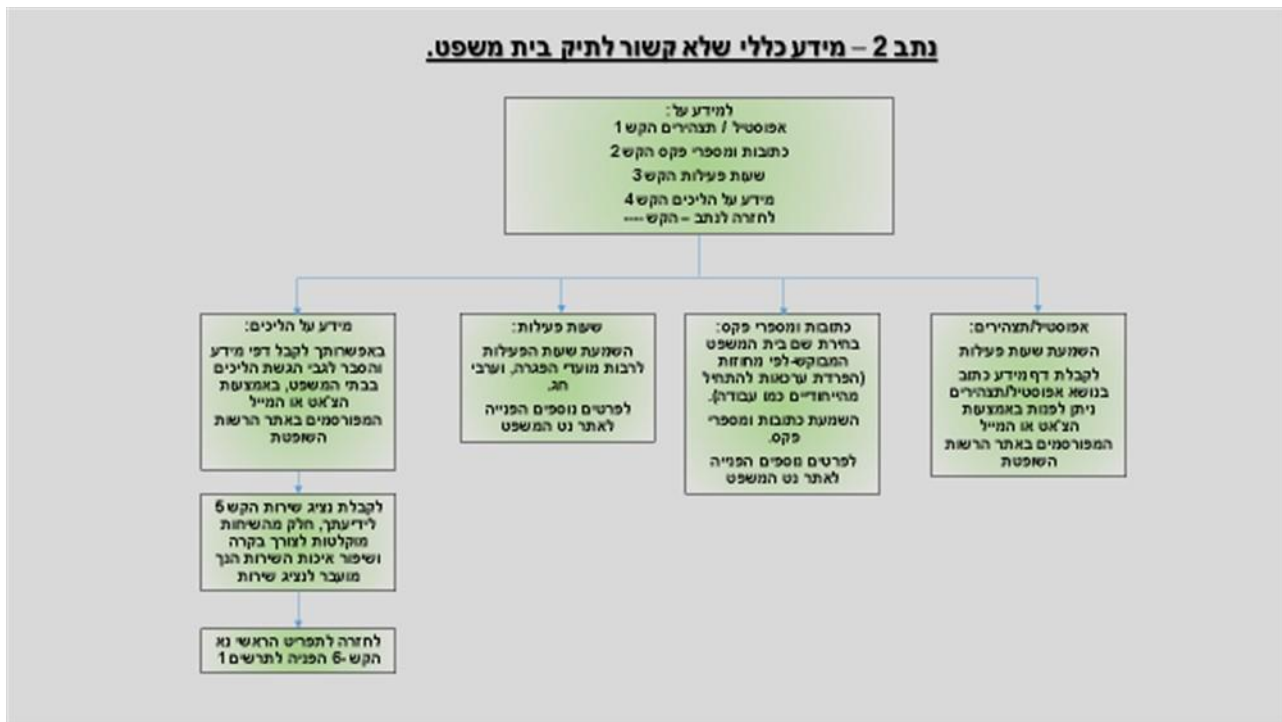 נתב 2 – מידע כללי שלא קשור לתיק בית משפט.
למידע על:
אפוסטיל / תצהירים הקש 1
כתובות ומספרי פקס הקש 2
שעות פעילות הקש 3
מידע על הליכים הקש 4
לחזרה לנתב – הקש ----
אפוסטיל/תצהירים:
השמעת שעות פעילות
לקבלת דף מידע כתוב
בנושא אפוסטיל/תצהירים
ניתן לפנות באמצעות
הצ'אט או המייל
המפורסמים באתר הרשות
השופטת
כתובות ומספרי פקס:
בחירת שם בית המשפט
המבוקש-לפי מחוזות
(הפרדת ערכאות להתחיל
מהייחודיים כמו עבודה).
השמעת כתובות ומספרי
פקס.
לפרטים נוספים הפנייה
לאתר נט המשפט
שעות פעילות:
השמעת שעות הפעילות
לרבות מועדי הפגרה, וערבי
חג.
לפרטים נוספים הפנייה
לאתר נט המשפט
מידע על הליכים:
באפשרותך לקבל דפי מידע
והסבר לגבי הגשת הליכים
בבתי המשפט, באמצעות
הצ'אט או המייל
המפורסמים באתר הרשות
השופטת
לקבלת נציג שירות הקש 5
לידיעתך, חלק מהשיחות
מוקלטות לצורך בקרה
ושיפור איכות השירות הנך
מועבר לנציג שירות
לחזרה לתפריט הראשי נא
הקש -6 הפניה לתרשים 1